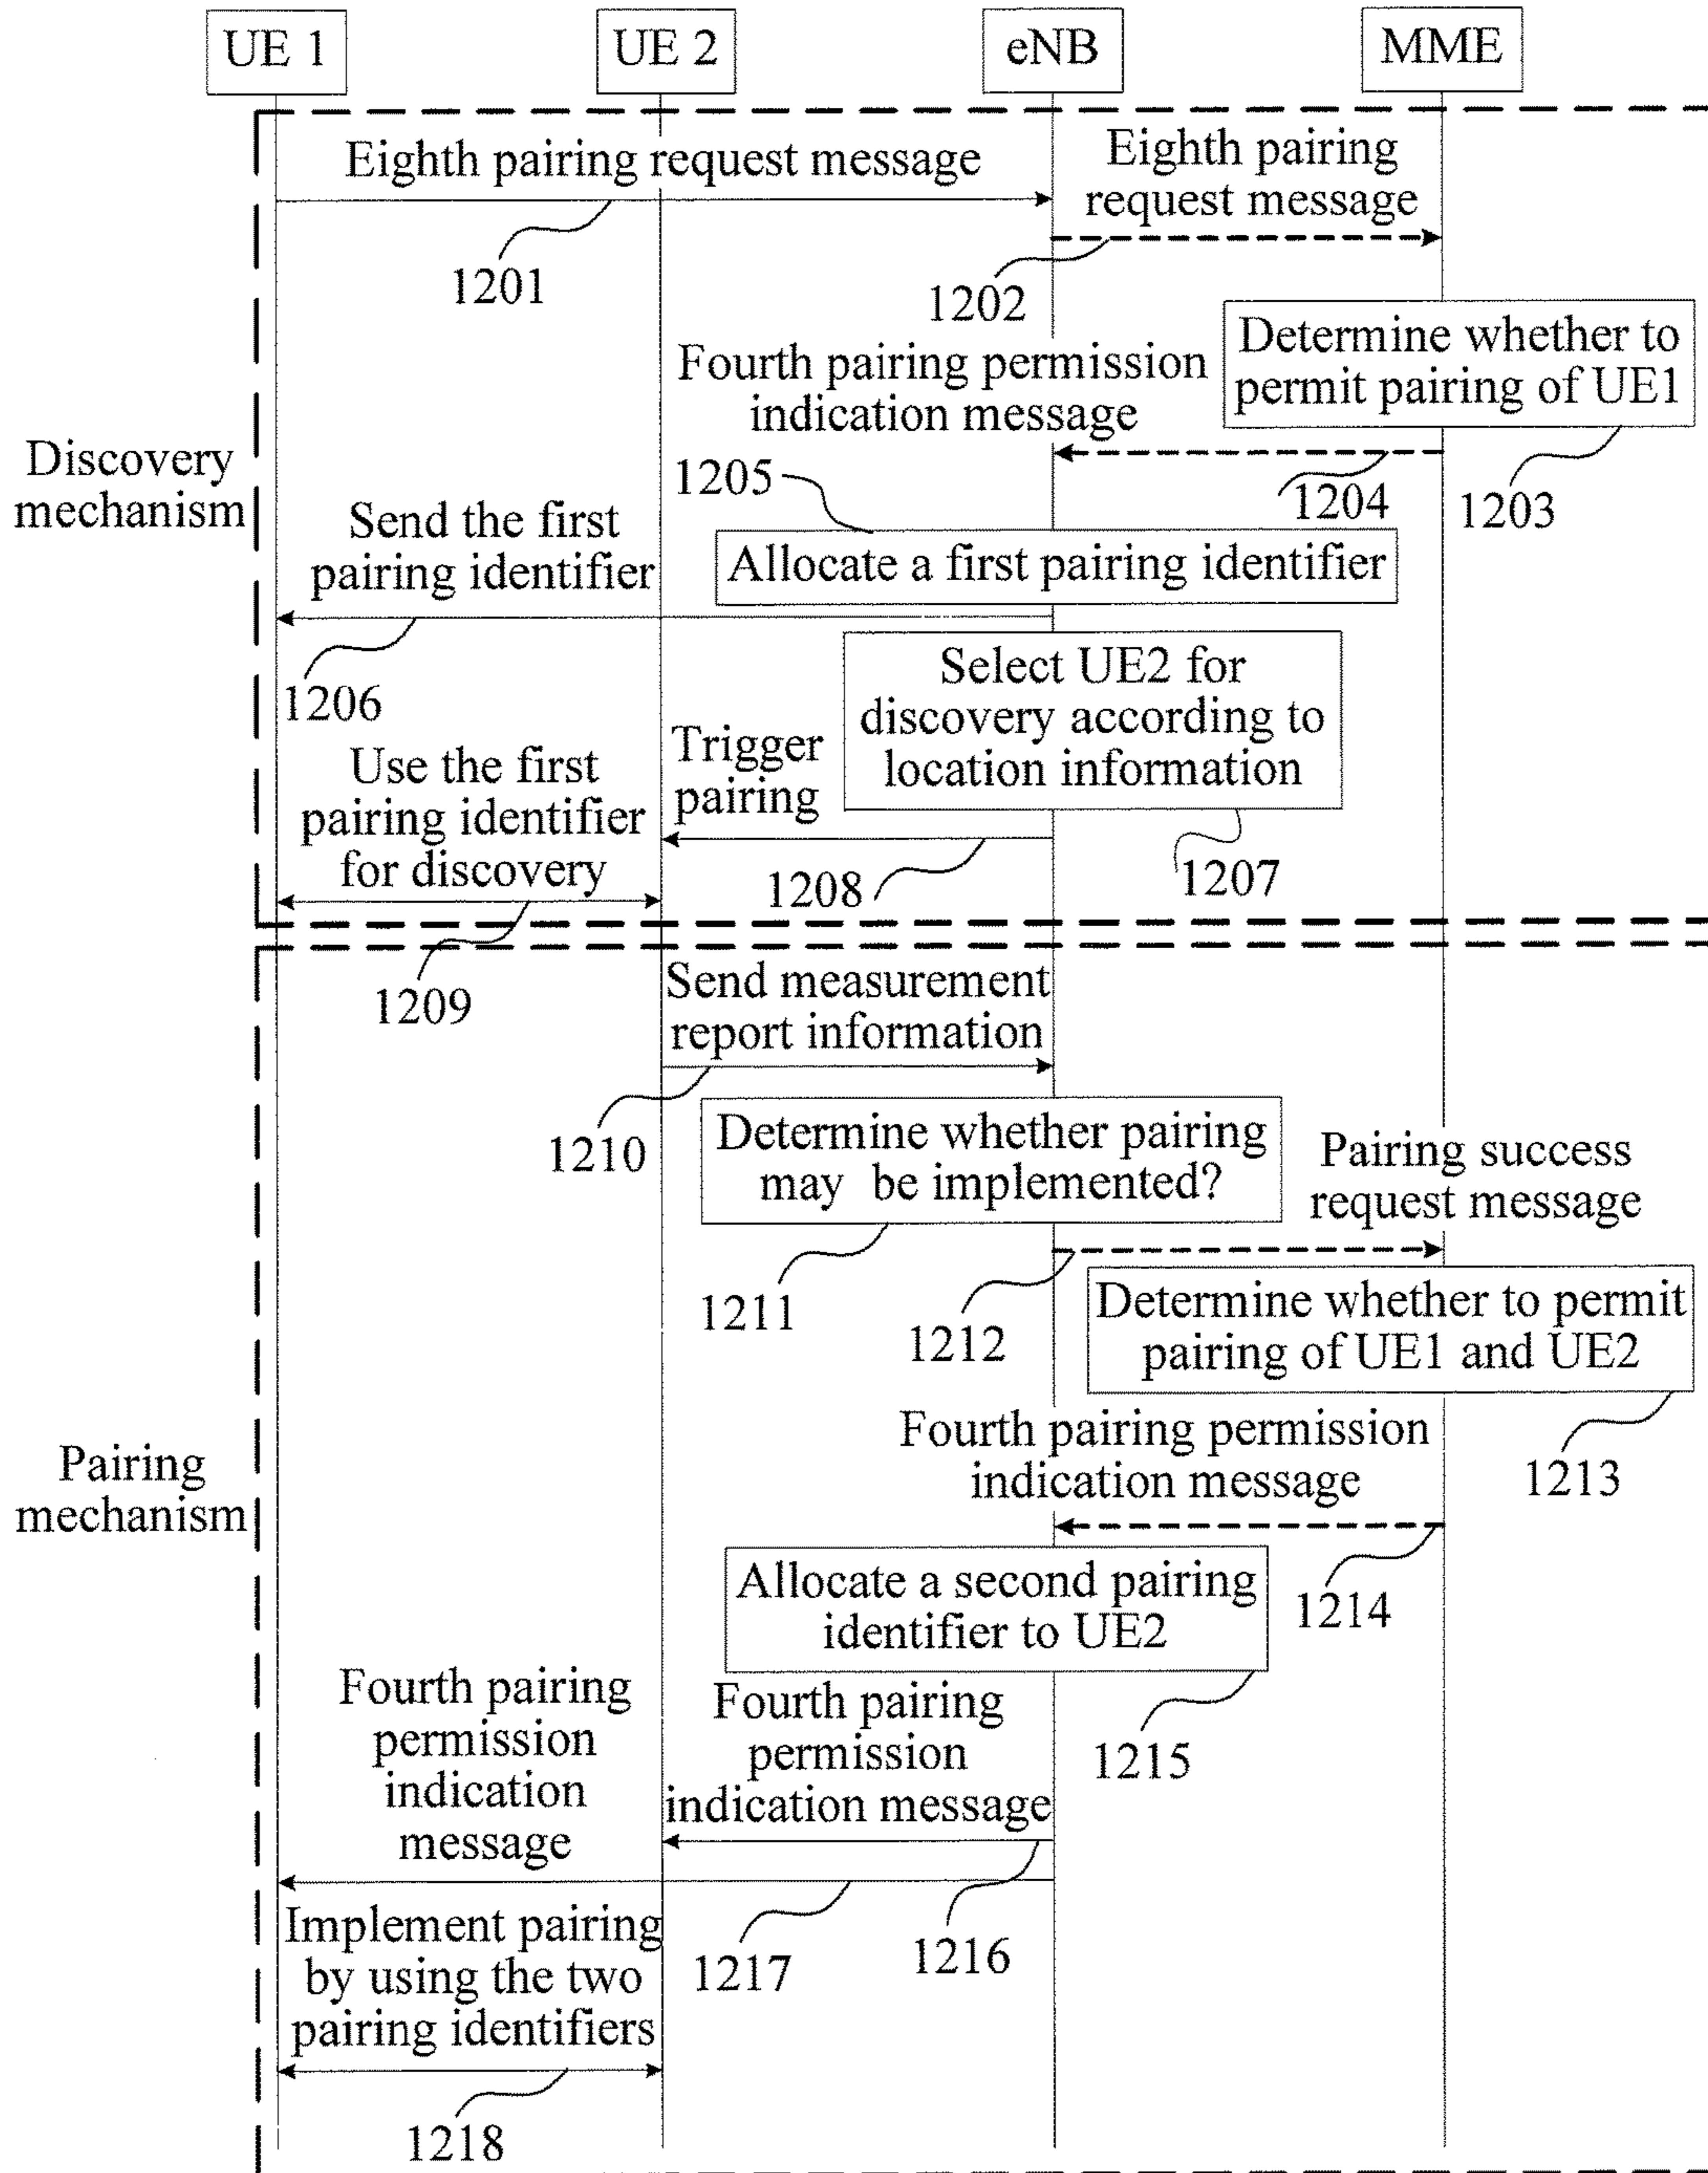 UE 1
UE 2
eNB
MME
Eighth pairing request message
Eighth pairing
request message
1201
1202
Determine whether to
permit pairing of UE1
Fourth pairing permission
indication message
Discovery
mechanism
1205
1204
1203
Send the first
pairing identifier
Allocate a first pairing identifier
1206
Select UE2 for
discovery according to
location information
Trigger
pairing
Use the first
pairing identifier
for discovery
1208
1207
1209
Send measurement
report information
1210
Determine whether pairing
may be implemented?
Pairing success
request message
1211
1212
Determine whether to permit
pairing of UE1 and UE2
Fourth pairing permission
indication message
1213
Pairing
mechanism
1214
Allocate a second pairing
identifier to UE2
Fourth pairing
permission
indication
message
Fourth pairing
permission
indication message
1215
1217
1216
Implement pairing
by using the two
pairing identifiers
1218